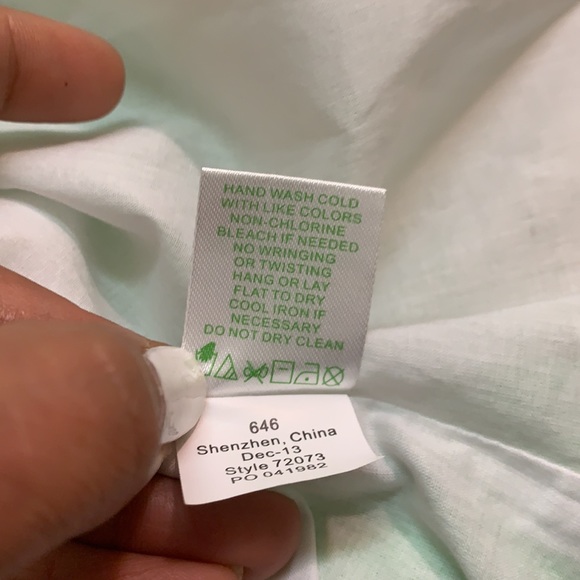 HAND WASH COLD
WITH LIKE COLORS
NON-CHLORINE
BLEACH IF NEEDED
NO WRINGING
OR TWISTING
HANG OR LAY
FLAT TO DRY
COOL IRON IF
NECESSARY
DO NOT DRY CLEAN
646
Shenzhen, China
Dec-13
Style 72073
PO 041982